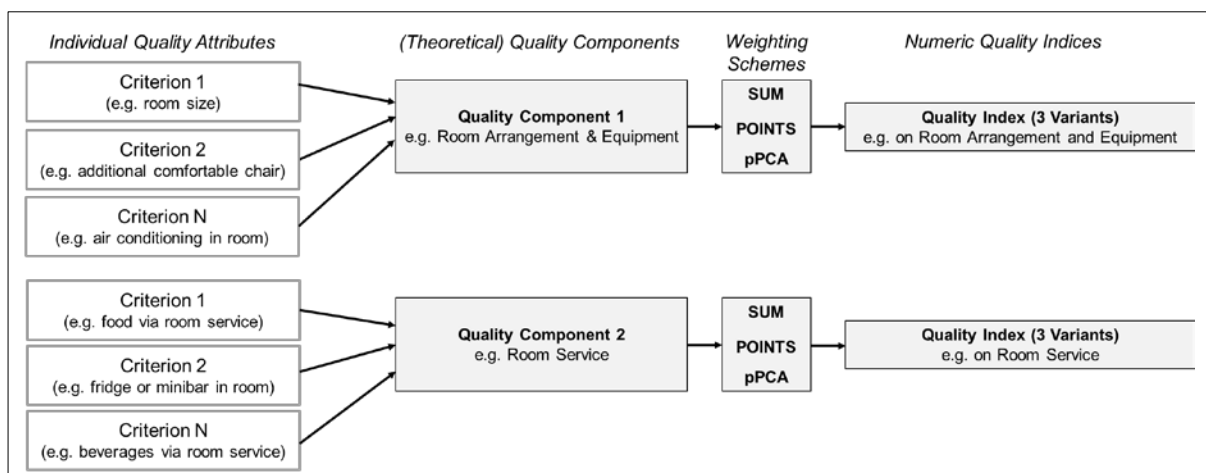 Individual Quality Attributes
(Theoretical) Quality Components
Weighting
Schemes
Numeric Quality Indices
Criterion 1
(e.g. room size)
Criterion 2
(e.g. additional comfortable chair)
Criterion N
(e.g. air conditioning in room)
Quality Component 1
e.g. Room Arrangement & Equipment
SUM
POINTS
pPCA
Quality Index (3 Variants)
e.g. on Room Arrangement and Equipment
Criterion 1
(e.g. food via room service)
Criterion 2
(e.g. fridge or minibar in room)
Criterion N
(e.g. beverages via room service)
Quality Component 2
e.g. Room Service
SUM
POINTS
pPCA
Quality Index (3 Variants)
e.g. on Room Service